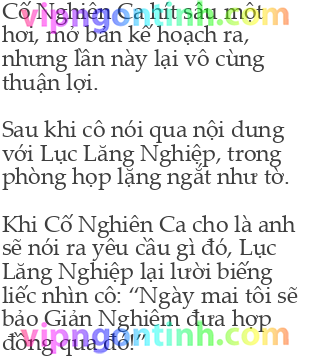 Cố Nghiên Ca hít sâu một
hơi, mở bản kế hoạch ra,
nhưng lần này lại vô cùng
thuận lợi.
Sau khi cô nói qua nội dung
với Lục Lăng Nghiệp, trong
phòng họp lặng ngắt như tờ.
Khi Cố Nghiên Ca cho là anh
sẽ nói ra yêu cầu gì đó, Lục
Lăng Nghiệp lại lười biếng
liếc nhìn cô: “Ngày mai tôi sẽ
bảo Giản Nghiêm đưa hợp
đồng qua đó!”
vipngontinh.com
vipngontinh.com